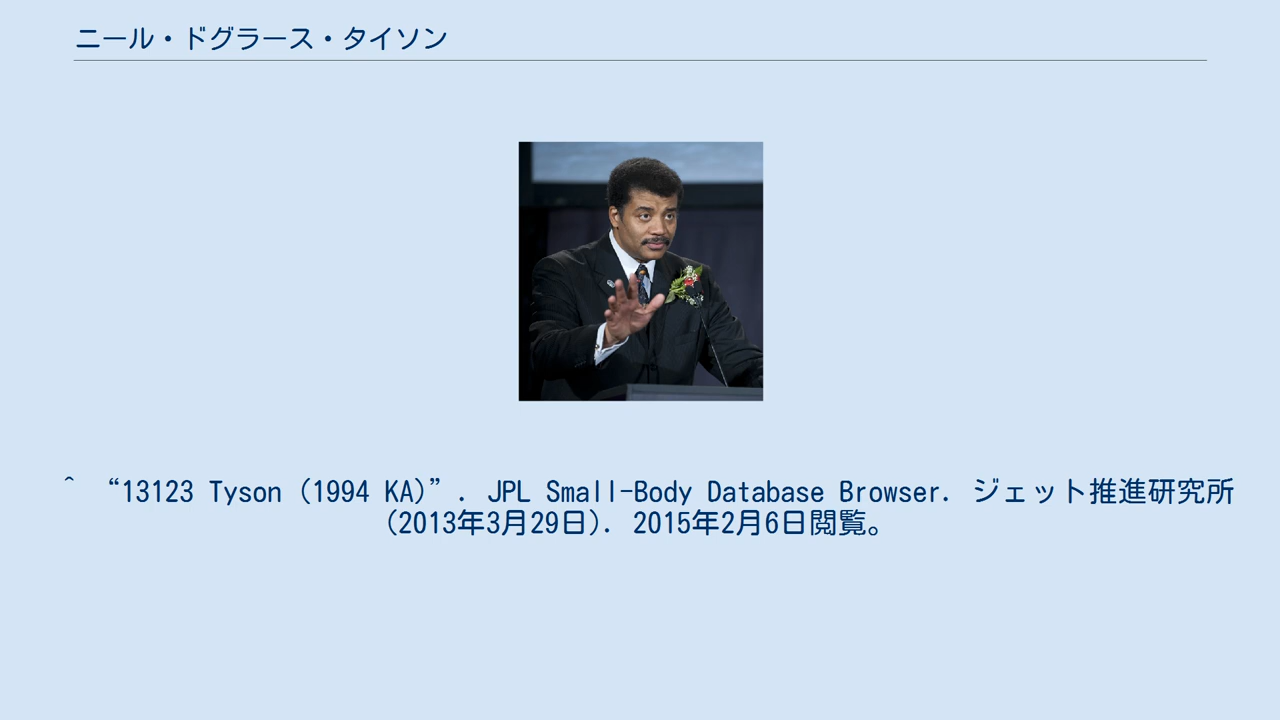 ニール・ドグラース・タイソン
^ “13123 Tyson (1994 KA)”. JPL Small-Body Database Browser. ジェット推進研究所
(2013年3月29日). 2015年2月6日閲覧。